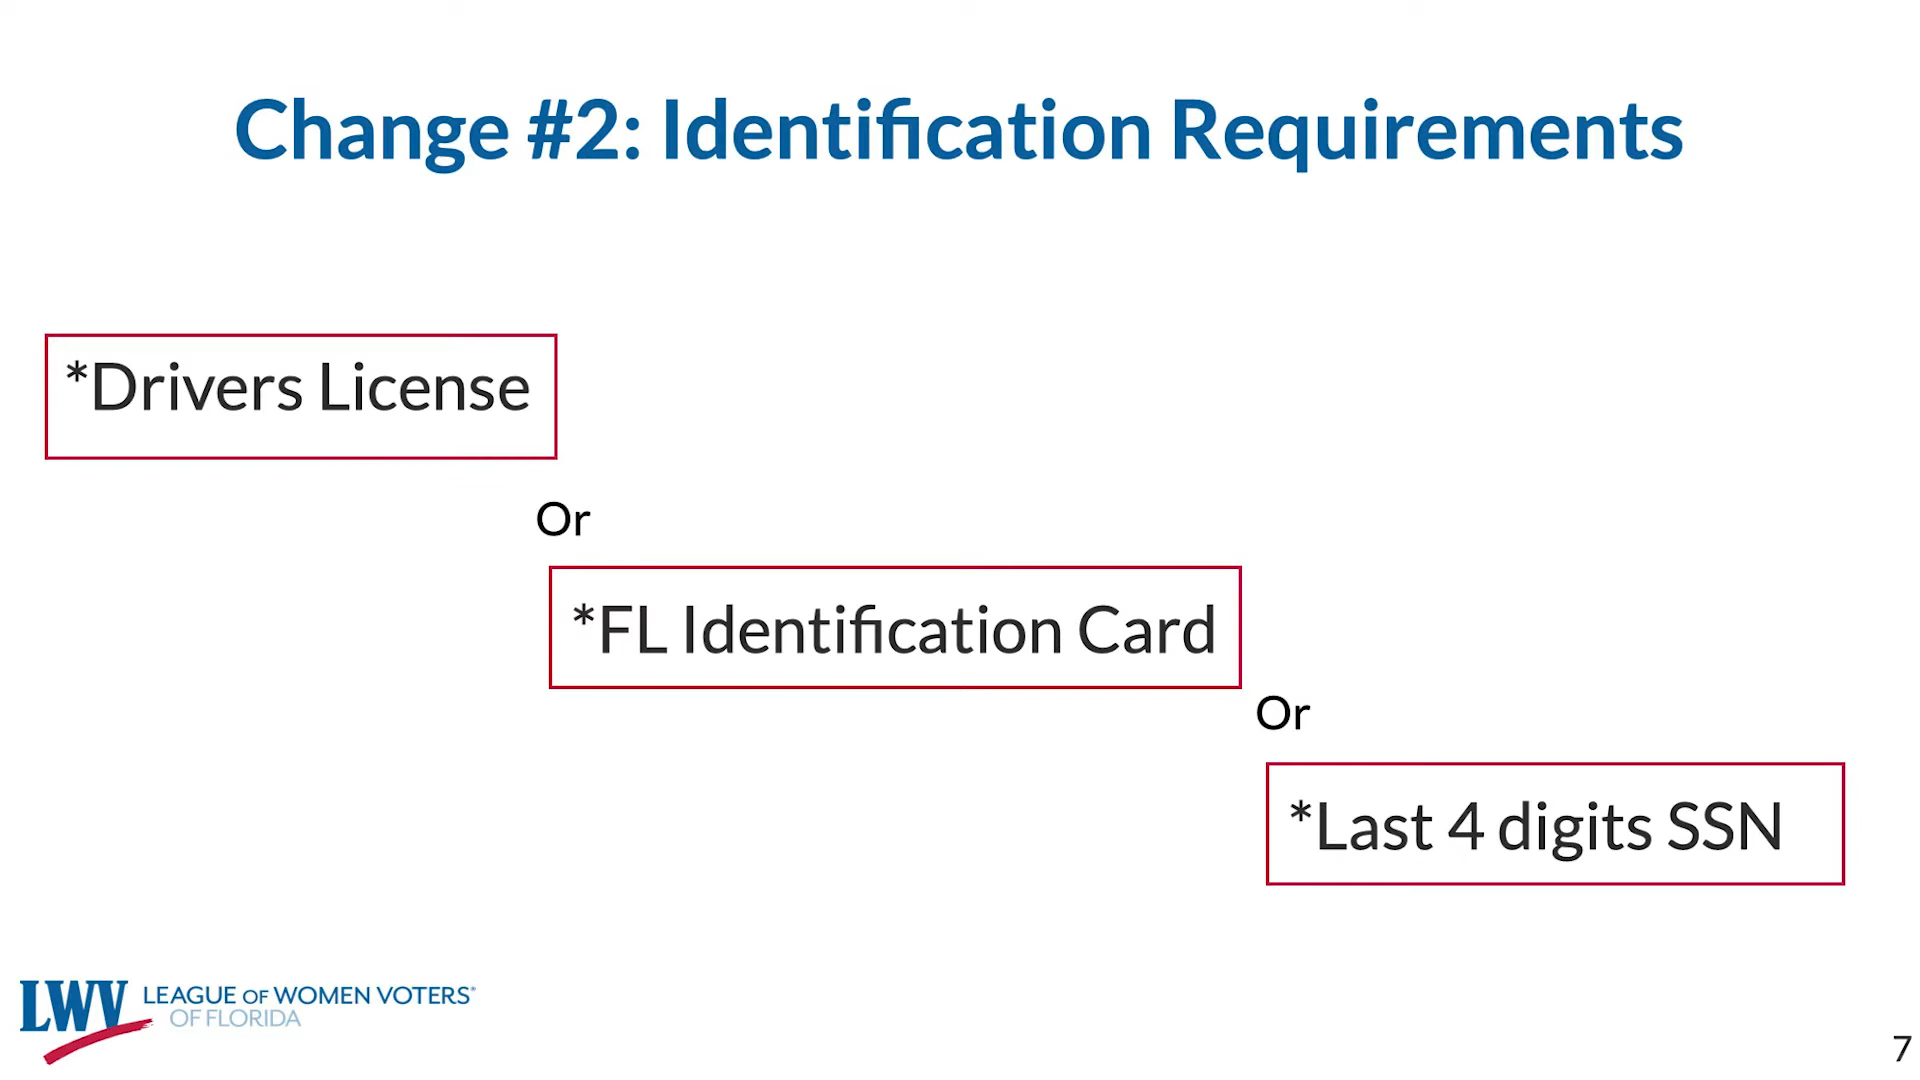 Change #2: Identification Requirements
*Drivers License
Or
*FL Identification Card
Or
*Last 4 digits SSN
LWV LEAGUE OF WOMEN VOTERS®
OF FLORIDA
7